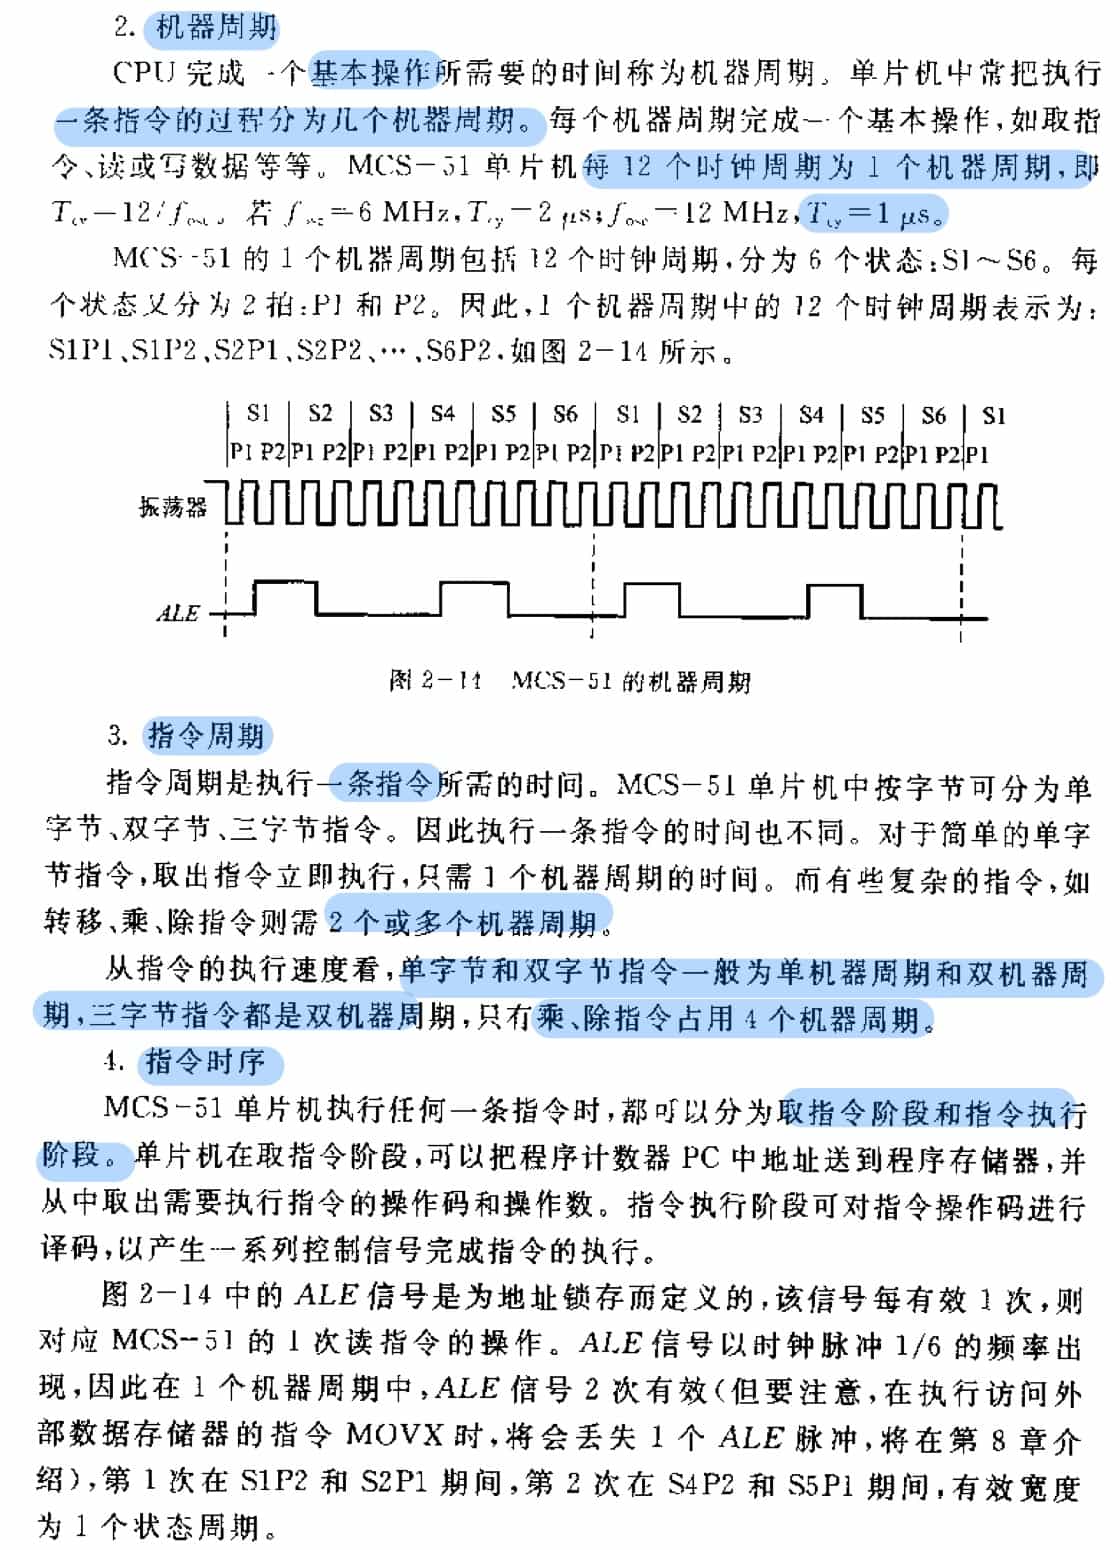 2. 机器周期
CPU 完成一个基本操作所需要的时间称为机器周期。单片机中常把执行
一条指令的过程分为几个机器周期。每个机器周期完成一个基本操作,如取指
令、读或写数据等等。MCS-51 单片机每 12 个时钟周期为 1 个机器周期,即
Tcy=12/fosc。若 fosc=6 MHz,Tcy=2 μs;fosc=12 MHz,Tcy=1 μs。
MCS-51 的 1 个机器周期包括 12 个时钟周期,分为 6 个状态:S1~S6。每
个状态又分为 2 拍:P1 和 P2。因此,1 个机器周期中的 12 个时钟周期表示为:
S1P1、S1P2、S2P1、S2P2、…、S6P2,如图 2-14 所示。
S1 S2 S3 S4 S5 S6 S1 S2 S3 S4 S5 S6 S1
P1 P2 P1 P2 P1 P2 P1 P2 P1 P2 P1 P2 P1 P2 P1 P2 P1 P2 P1 P2 P1 P2 P1 P2 P1
振荡器
ALE
图 2-14 MCS-51 的机器周期
3. 指令周期
指令周期是执行一条指令所需的时间。MCS-51 单片机中按字节可分为单
字节、双字节、三字节指令。因此执行一条指令的时间也不同。对于简单的单字
节指令,取出指令立即执行,只需 1 个机器周期的时间。而有些复杂的指令,如
转移、乘、除指令则需 2 个或多个机器周期。
从指令的执行速度看,单字节和双字节指令一般为单机器周期和双机器周
期,三字节指令都是双机器周期,只有乘、除指令占用 4 个机器周期。
4. 指令时序
MCS-51 单片机执行任何一条指令时,都可以分为取指令阶段和指令执行
阶段。单片机在取指令阶段,可以把程序计数器 PC 中地址送到程序存储器,并
从中取出需要执行指令的操作码和操作数。指令执行阶段可对指令操作码进行
译码,以产生一系列控制信号完成指令的执行。
图 2-14 中的 ALE 信号是为地址锁存而定义的,该信号每有效 1 次,则
对应 MCS-51 的 1 次读指令的操作。ALE 信号以时钟脉冲 1/6 的频率出
现,因此在 1 个机器周期中,ALE 信号 2 次有效(但要注意,在执行访问外
部数据存储器的指令 MOVX 时,将会丢失 1 个 ALE 脉冲,将在第 8 章介
绍),第 1 次在 S1P2 和 S2P1 期间,第 2 次在 S4P2 和 S5P1 期间,有效宽度
为 1 个状态周期。